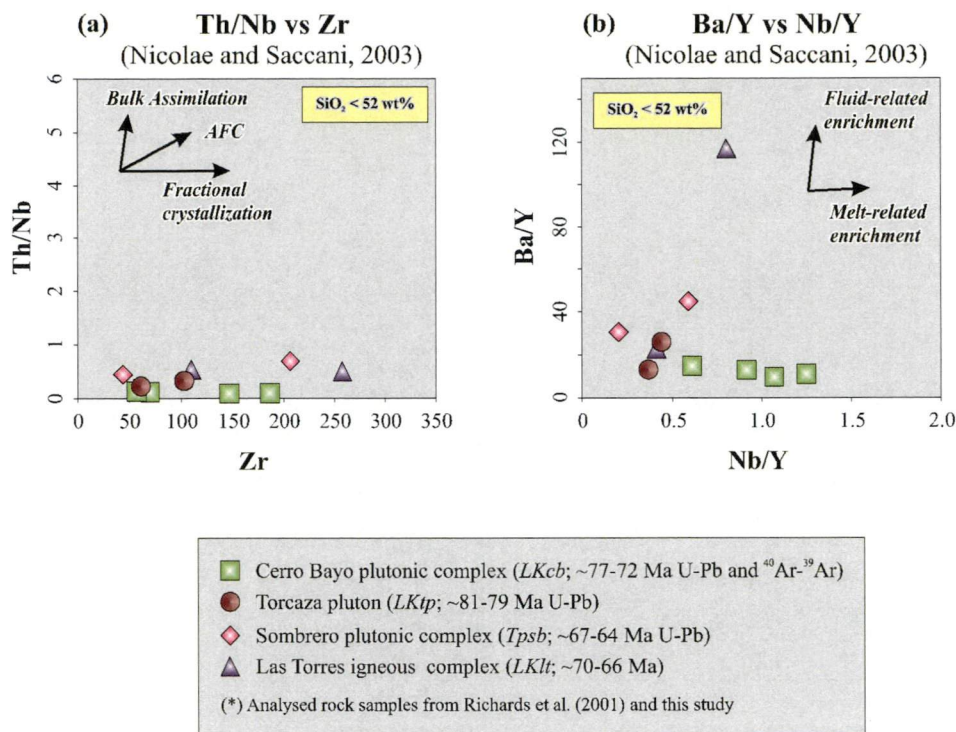 (a) Th/Nb vs Zr
(Nicolae and Saccani, 2003)
Bulk Assimilation
AFC
Fractional
crystallization
SiO₂ < 52 wt%
Th/Nb
6
5
4
3
2
1
0
0 50 100 150 200 250 300 350
Zr
(b) Ba/Y vs Nb/Y
(Nicolae and Saccani, 2003)
SiO₂ < 52 wt%
Fluid-related
enrichment
Melt-related
enrichment
Ba/Y
120
80
40
0
0 0.5 1.0 1.5 2.0
Nb/Y
Cerro Bayo plutonic complex (LKcb; ~77-72 Ma U-Pb and ⁴⁰Ar-³⁹Ar)
Torcaza pluton (LKtp; ~81-79 Ma U-Pb)
Sombrero plutonic complex (Tpsb; ~67-64 Ma U-Pb)
Las Torres igneous complex (LKlt; ~70-66 Ma)
(*) Analysed rock samples from Richards et al. (2001) and this study